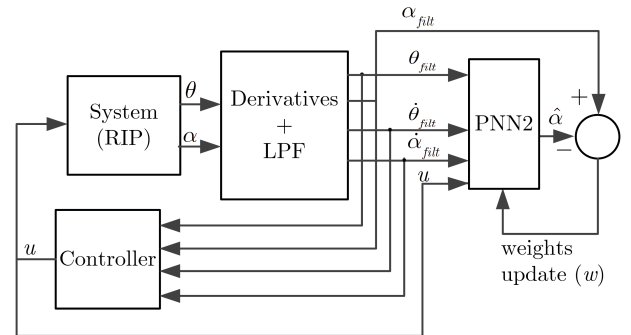 α_filt
θ_filt
θ
α
System
(RIP)
Derivatives
+
LPF
θ̇_filt
α̇_filt
u
PNN2
α̂
+
−
u
Controller
weights
update (w)